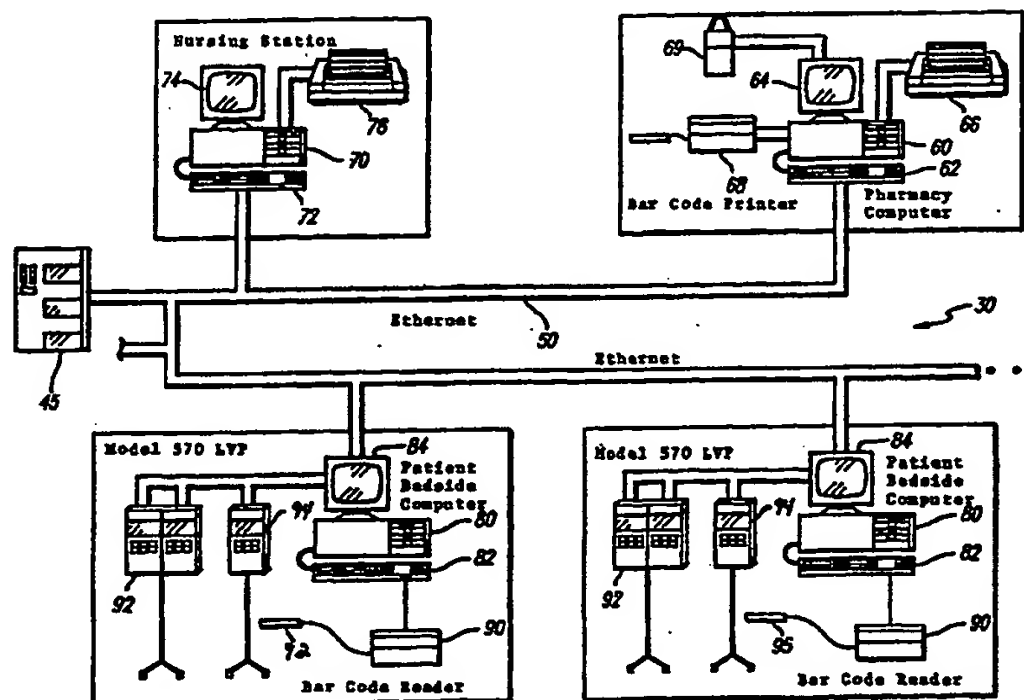 Nursing Station
74
76
70
72
69
64
66
60
68
62
Bar Code Printer
Pharmacy
Computer
45
Ethernet
50
30
Ethernet
Model 570 LVP
84
Patient
Bedside
Computer
94
80
82
92
92
90
Bar Code Reader
Model 570 LVP
84
Patient
Bedside
Computer
94
80
82
92
95
90
Bar Code Reader